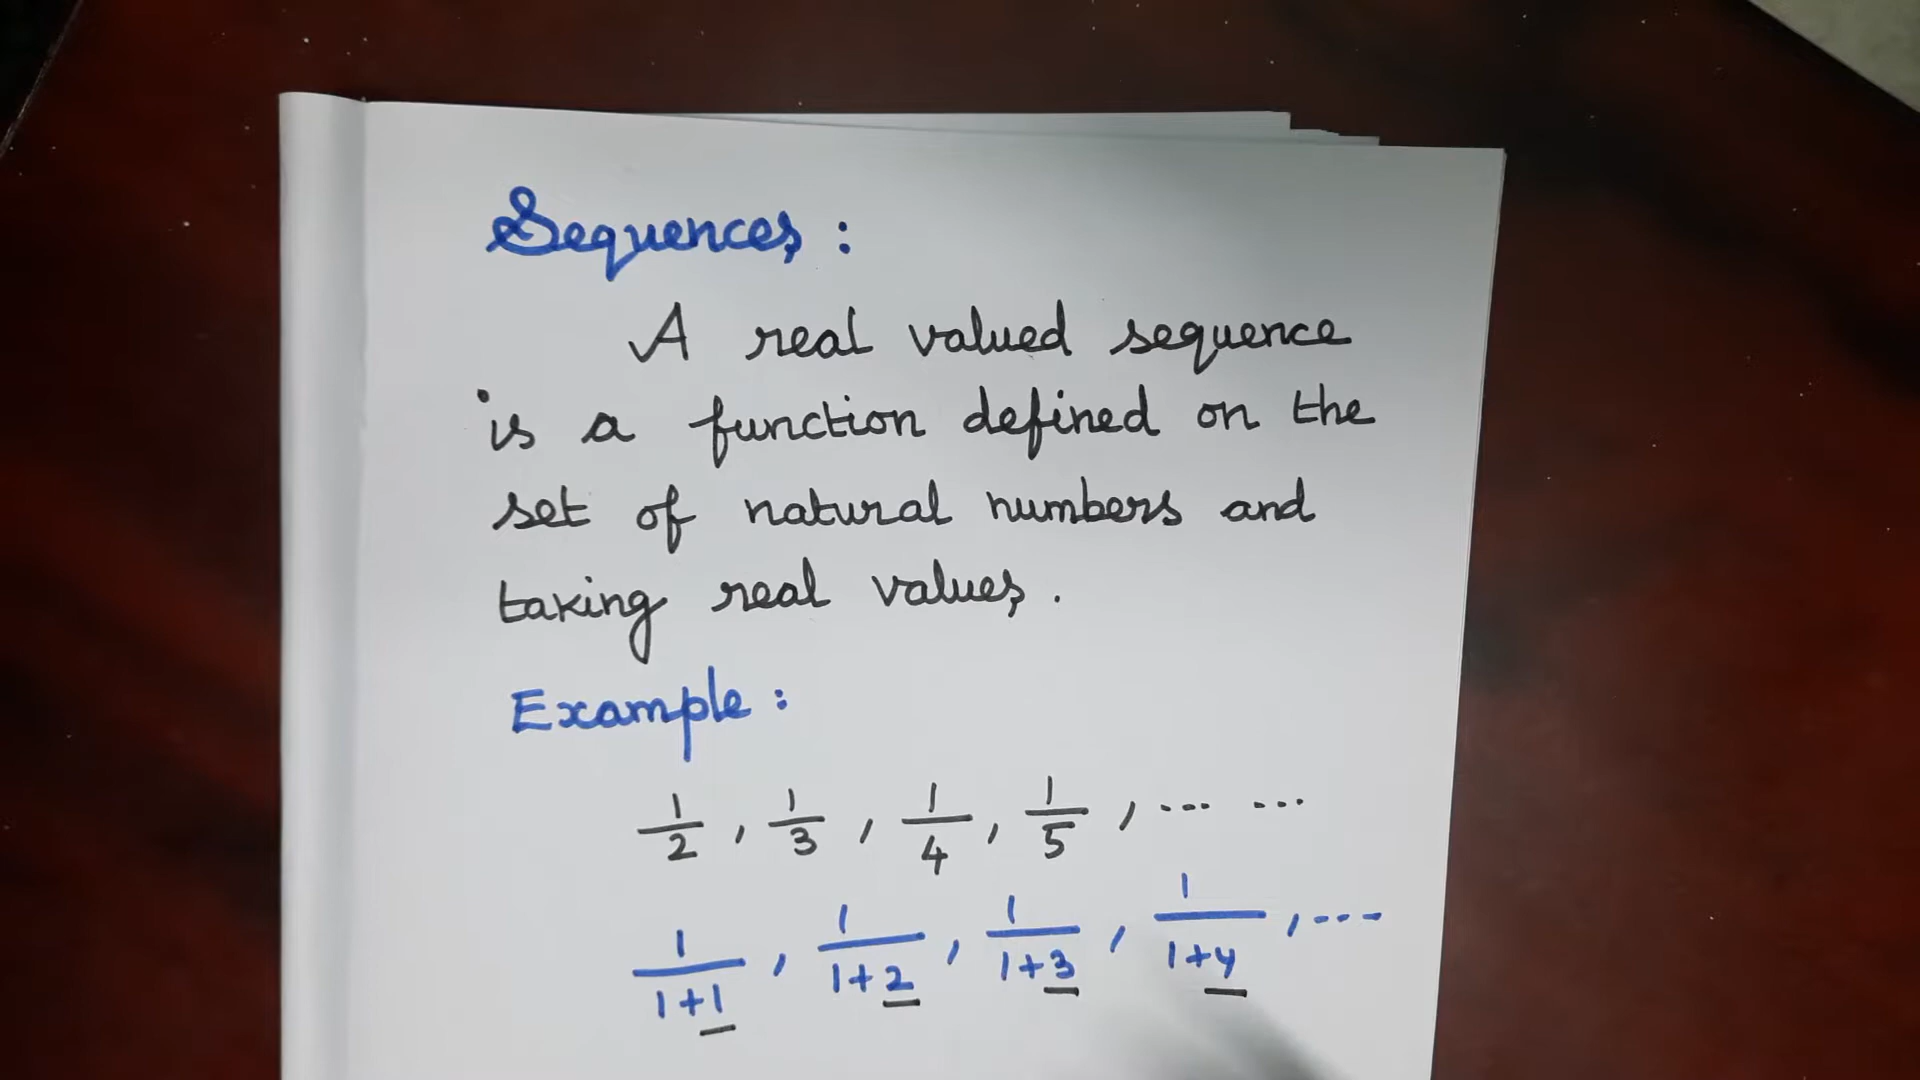 Sequences :
A real valued sequence
is a function defined on the
set of natural numbers and
taking real values.
Example :
1/2 , 1/3 , 1/4 , 1/5 , ... ...
1/(1+1) , 1/(1+2) , 1/(1+3) , 1/(1+4) , ...